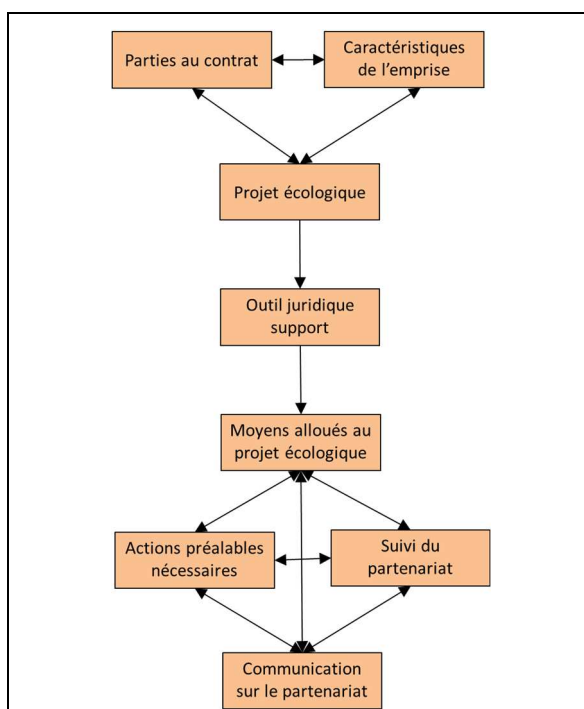 Parties au contrat
Caractéristiques
de l'emprise
Projet écologique
Outil juridique
support
Moyens alloués au
projet écologique
Actions préalables
nécessaires
Suivi du
partenariat
Communication
sur le partenariat